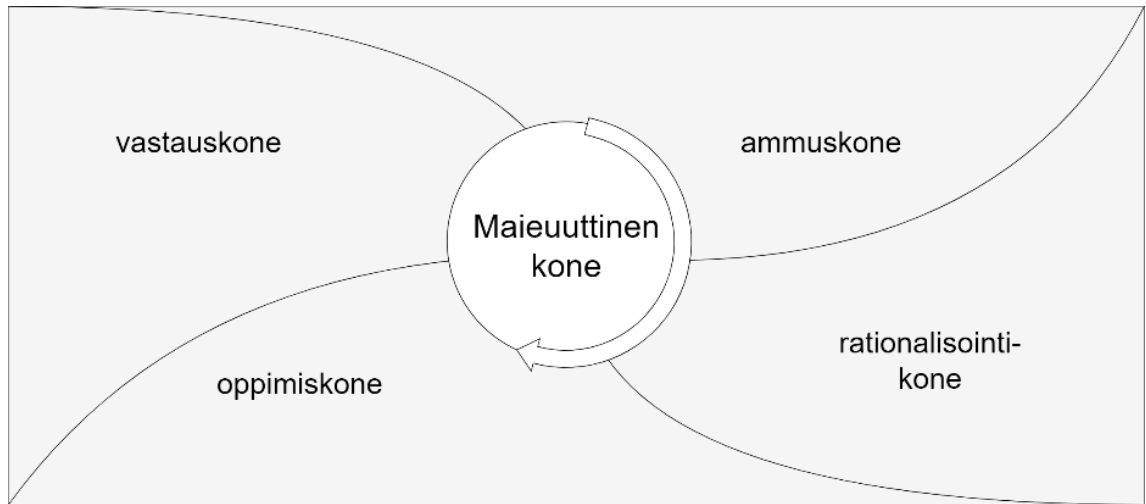 vastauskone
ammuskone
Maieuuttinen
kone
rationalisointi-
kone
oppimiskone